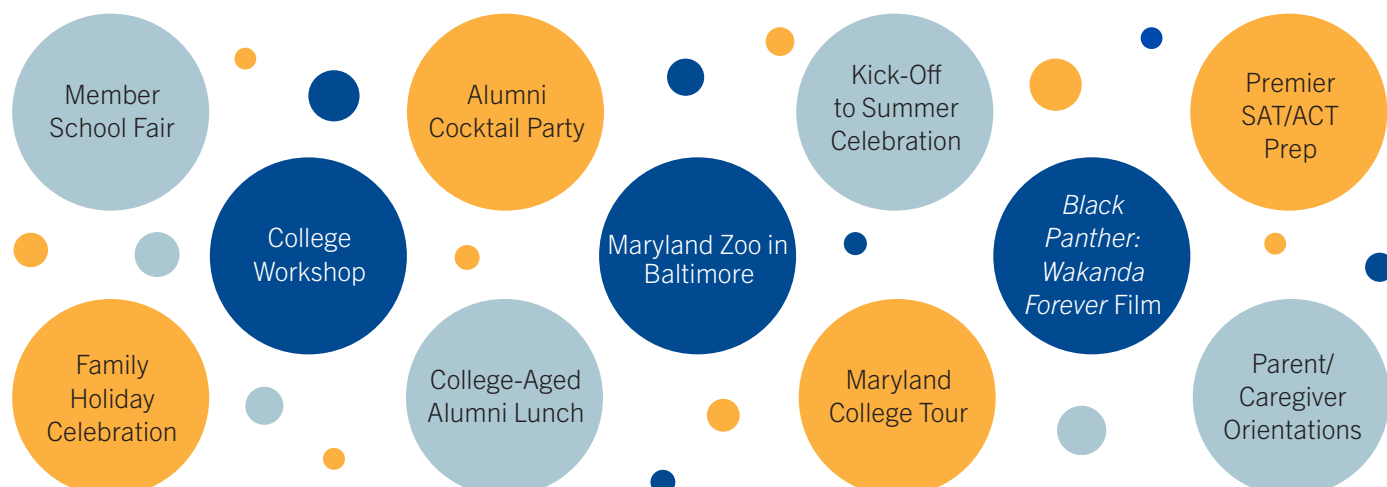 Member
School Fair
Alumni
Cocktail Party
Kick-Off
to Summer
Celebration
Premier
SAT/ACT
Prep
College
Workshop
Maryland Zoo in
Baltimore
Black
Panther:
Wakanda
Forever Film
Family
Holiday
Celebration
College-Aged
Alumni Lunch
Maryland
College Tour
Parent/
Caregiver
Orientations